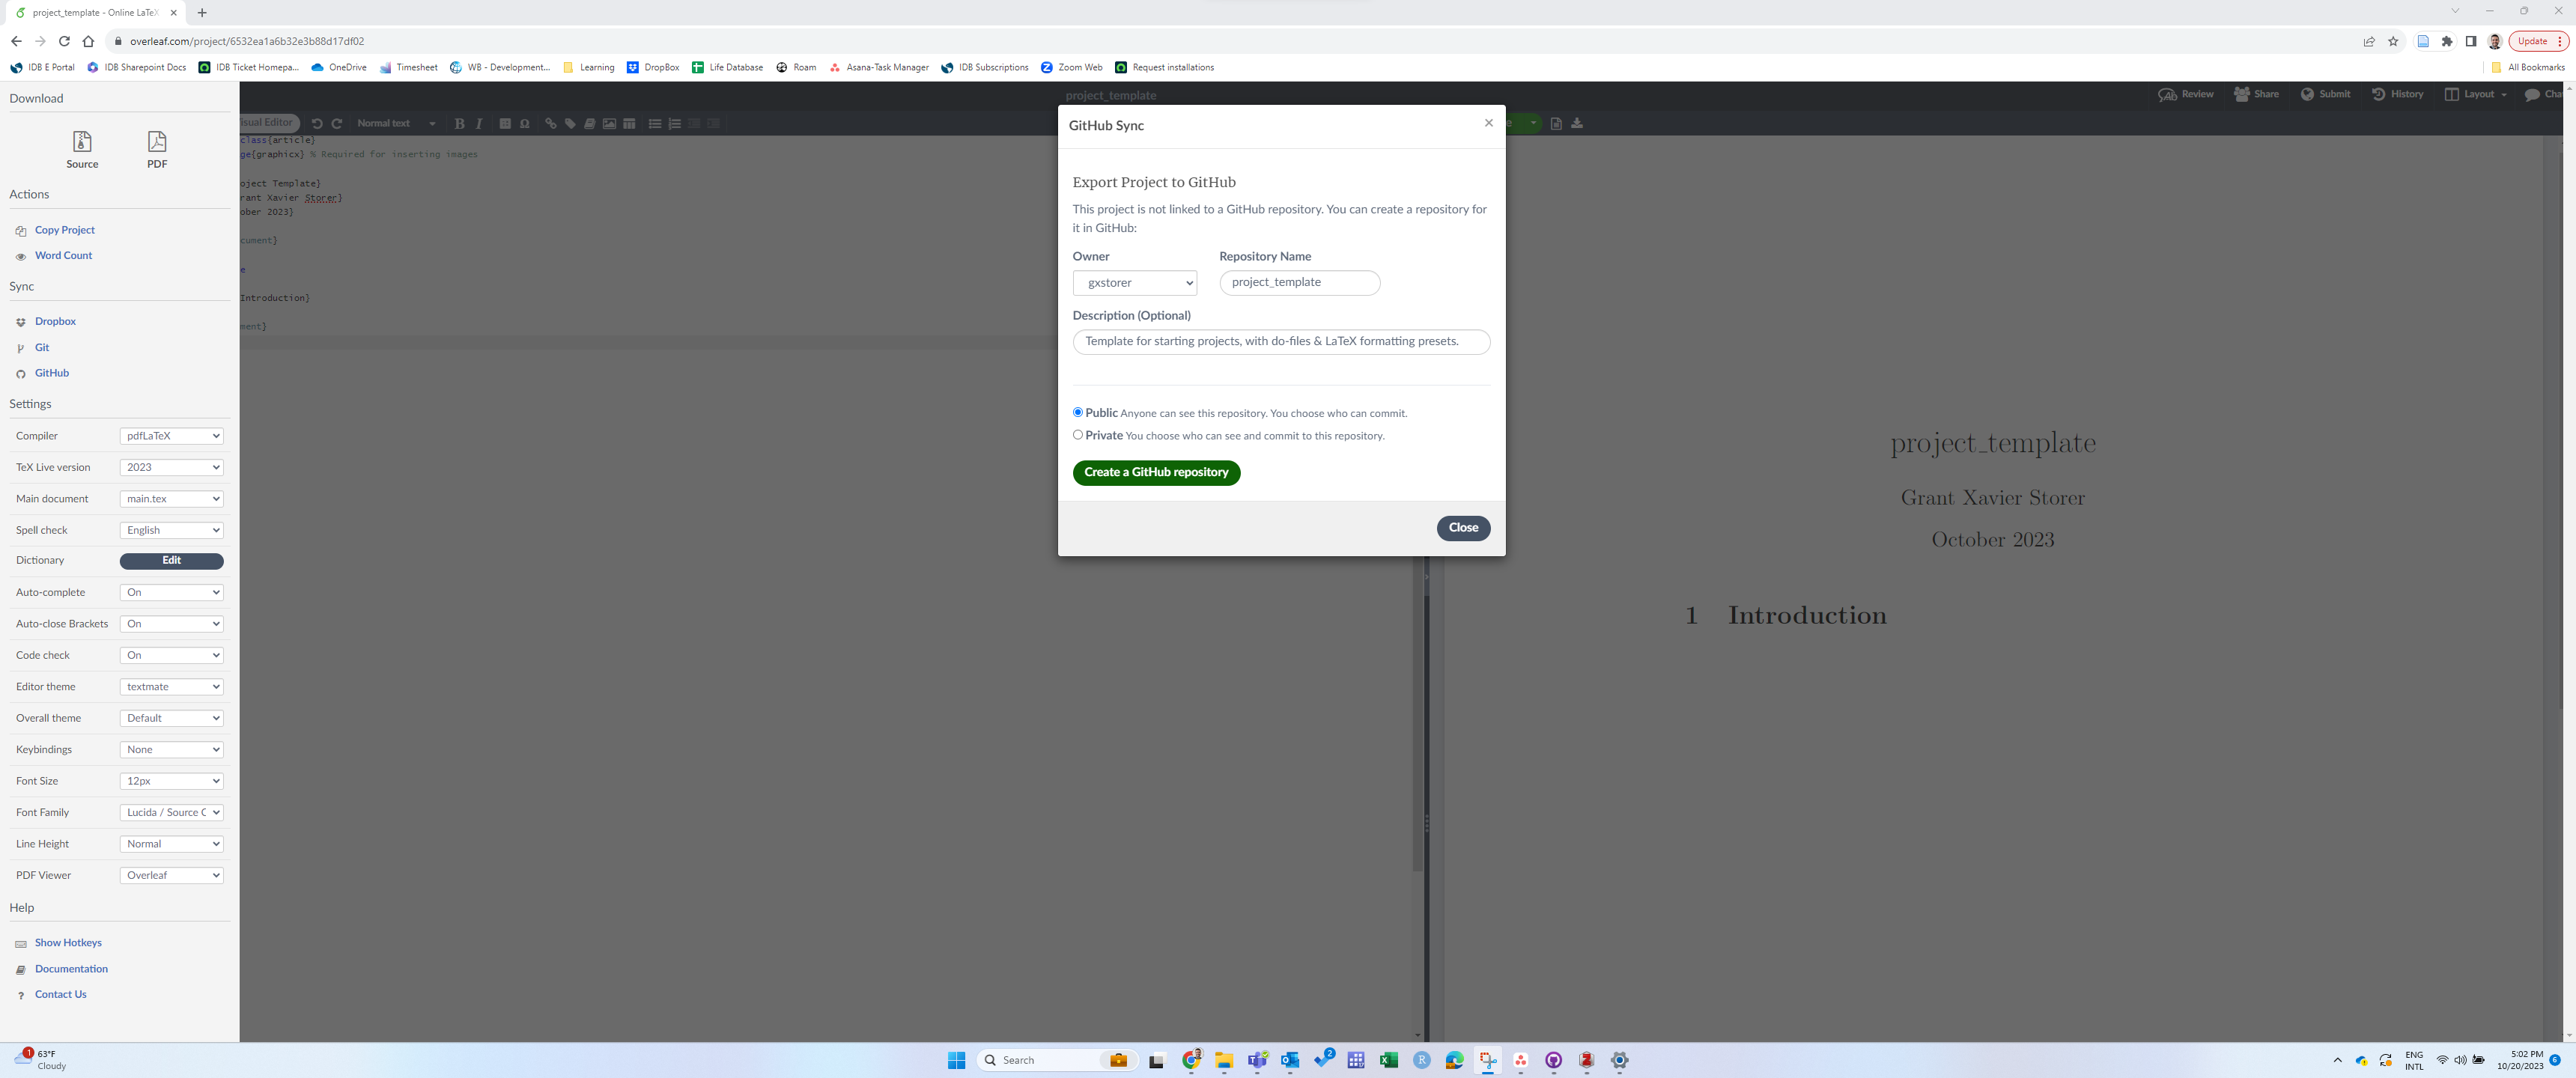 project_template - Online LaTeX
overleaf.com/project/6532ea1a6b32e3b88d17df02
Update
IDB E Portal IDB Sharepoint Docs IDB Ticket Homepa... OneDrive Timesheet WB - Development... Learning DropBox Life Database Roam Asana-Task Manager IDB Subscriptions Zoom Web Request installations All Bookmarks
Download
Source PDF
Actions
Copy Project
Word Count
Sync
Dropbox
Git
GitHub
Settings
Compiler pdfLaTeX
TeX Live version 2023
Main document main.tex
Spell check English
Dictionary Edit
Auto-complete On
Auto-close Brackets On
Code check On
Editor theme textmate
Overall theme Default
Keybindings None
Font Size 12px
Font Family Lucida / Source C
Line Height Normal
PDF Viewer Overleaf
Help
Show Hotkeys
Documentation
? Contact Us
project_template
Review Share Submit History Layout Cha
isual Editor Normal text B I Ω
class{article}
ge{graphicx} % Required for inserting images
oject Template}
rant Xavier Storer}
ober 2023}
cument}
e
Introduction}
ment}
GitHub Sync ×
Export Project to GitHub
This project is not linked to a GitHub repository. You can create a repository for
it in GitHub:
Owner Repository Name
gxstorer project_template
Description (Optional)
Template for starting projects, with do-files & LaTeX formatting presets.
Public Anyone can see this repository. You choose who can commit.
Private You choose who can see and commit to this repository.
Create a GitHub repository
Close
project_template
Grant Xavier Storer
October 2023
1 Introduction
1
63°F
Cloudy
Search
2
R
ENG
INTL
5:02 PM
10/20/2023
6